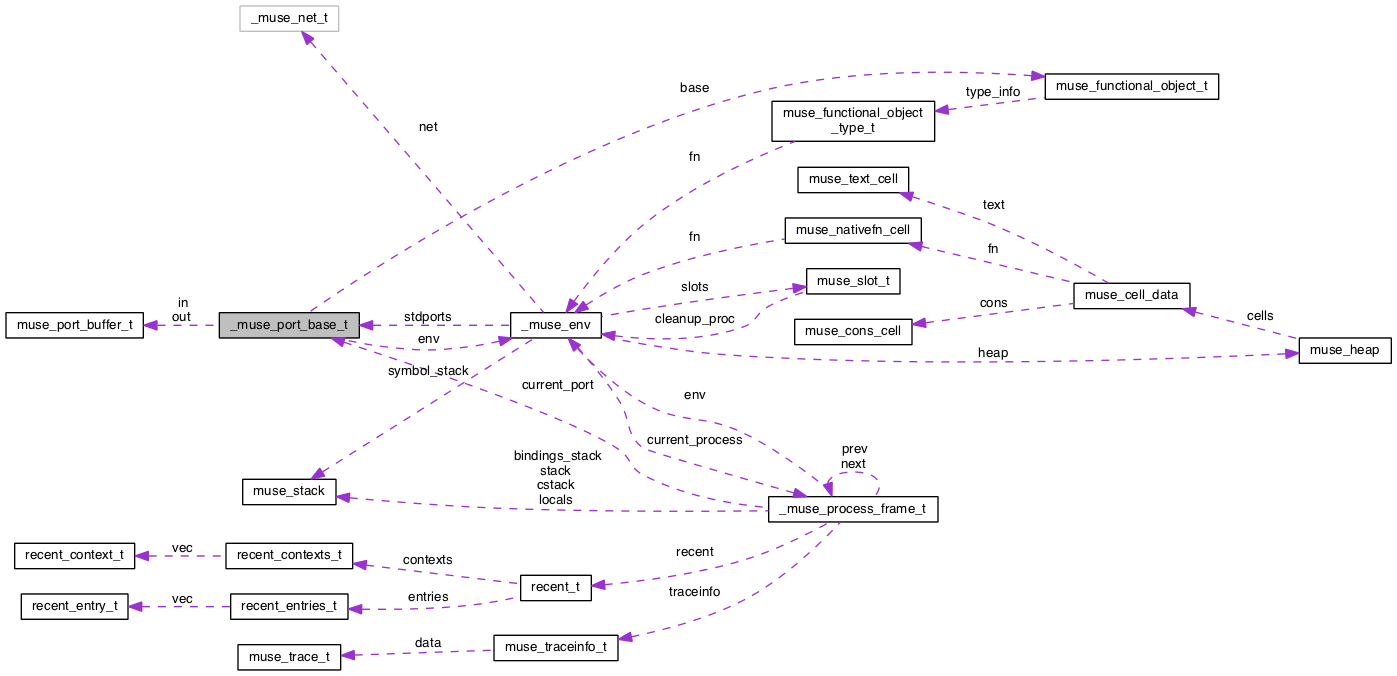 _muse_net_t
base
muse_functional_object_t
type_info
muse_functional_object
_type_t
net
fn
muse_text_cell
text
muse_nativefn_cell
fn
fn
muse_slot_t
slots
muse_cell_data
cons
in
out
muse_port_buffer_t
_muse_port_base_t
stdports
_muse_env
cleanup_proc
muse_cons_cell
cells
env
heap
muse_heap
symbol_stack
current_port
env
current_process
bindings_stack
stack
cstack
locals
prev
next
muse_stack
_muse_process_frame_t
recent_context_t
vec
recent_contexts_t
contexts
recent
recent_t
traceinfo
recent_entry_t
vec
recent_entries_t
entries
muse_trace_t
data
muse_traceinfo_t